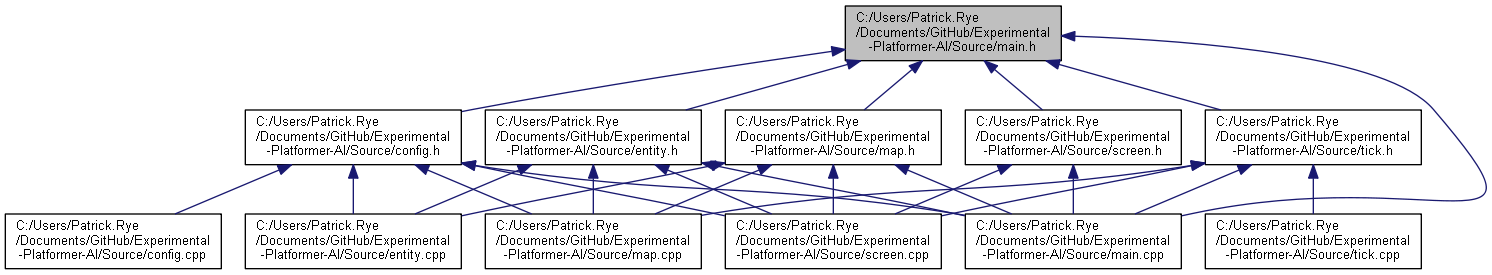 C:/Users/Patrick.Rye
/Documents/GitHub/Experimental
-Platformer-AI/Source/main.h
C:/Users/Patrick.Rye
/Documents/GitHub/Experimental
-Platformer-AI/Source/config.h
C:/Users/Patrick.Rye
/Documents/GitHub/Experimental
-Platformer-AI/Source/entity.h
C:/Users/Patrick.Rye
/Documents/GitHub/Experimental
-Platformer-AI/Source/map.h
C:/Users/Patrick.Rye
/Documents/GitHub/Experimental
-Platformer-AI/Source/screen.h
C:/Users/Patrick.Rye
/Documents/GitHub/Experimental
-Platformer-AI/Source/tick.h
C:/Users/Patrick.Rye
/Documents/GitHub/Experimental
-Platformer-AI/Source/config.cpp
C:/Users/Patrick.Rye
/Documents/GitHub/Experimental
-Platformer-AI/Source/entity.cpp
C:/Users/Patrick.Rye
/Documents/GitHub/Experimental
-Platformer-AI/Source/map.cpp
C:/Users/Patrick.Rye
/Documents/GitHub/Experimental
-Platformer-AI/Source/screen.cpp
C:/Users/Patrick.Rye
/Documents/GitHub/Experimental
-Platformer-AI/Source/main.cpp
C:/Users/Patrick.Rye
/Documents/GitHub/Experimental
-Platformer-AI/Source/tick.cpp